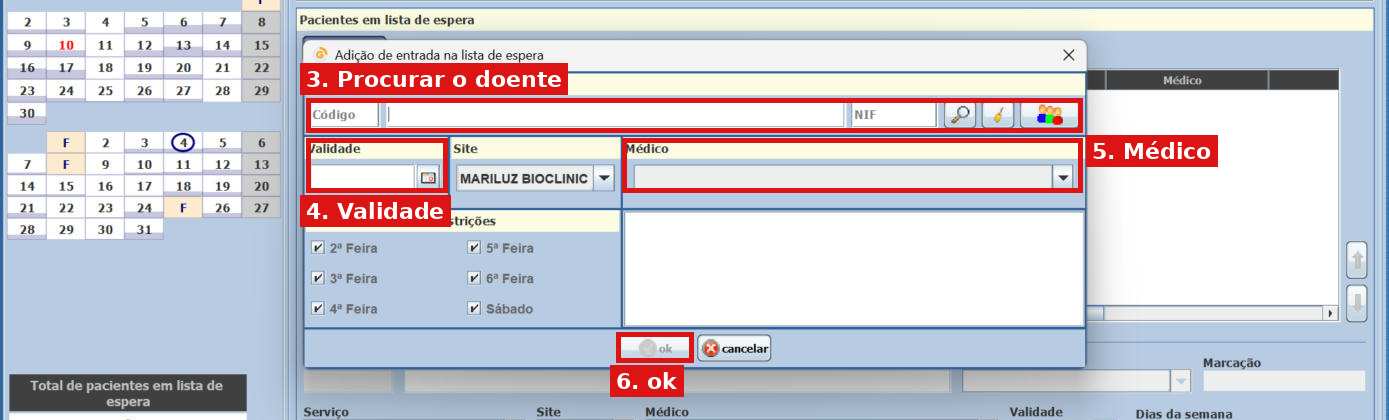 F
2 3 4 5 6 7 8
9 10 11 12 13 14 15
16 17 18 19 20 21 22
23 24 25 26 27 28 29
30
F 2 3 4 5 6
7 F 9 10 11 12 13
14 15 16 17 18 19 20
21 22 23 24 F 26 27
28 29 30 31
Total de pacientes em lista de
espera
Pacientes em lista de espera
Adição de entrada na lista de espera
3. Procurar o doente
Código NIF
Validade Site Médico
MARILUZ BIOCLINIC
5. Médico
4. Validade
strições
2ª Feira 5ª Feira
3ª Feira 6ª Feira
4ª Feira Sábado
ok cancelar
6. ok
Médico
Marcação
Serviço Site Médico Validade Dias da semana